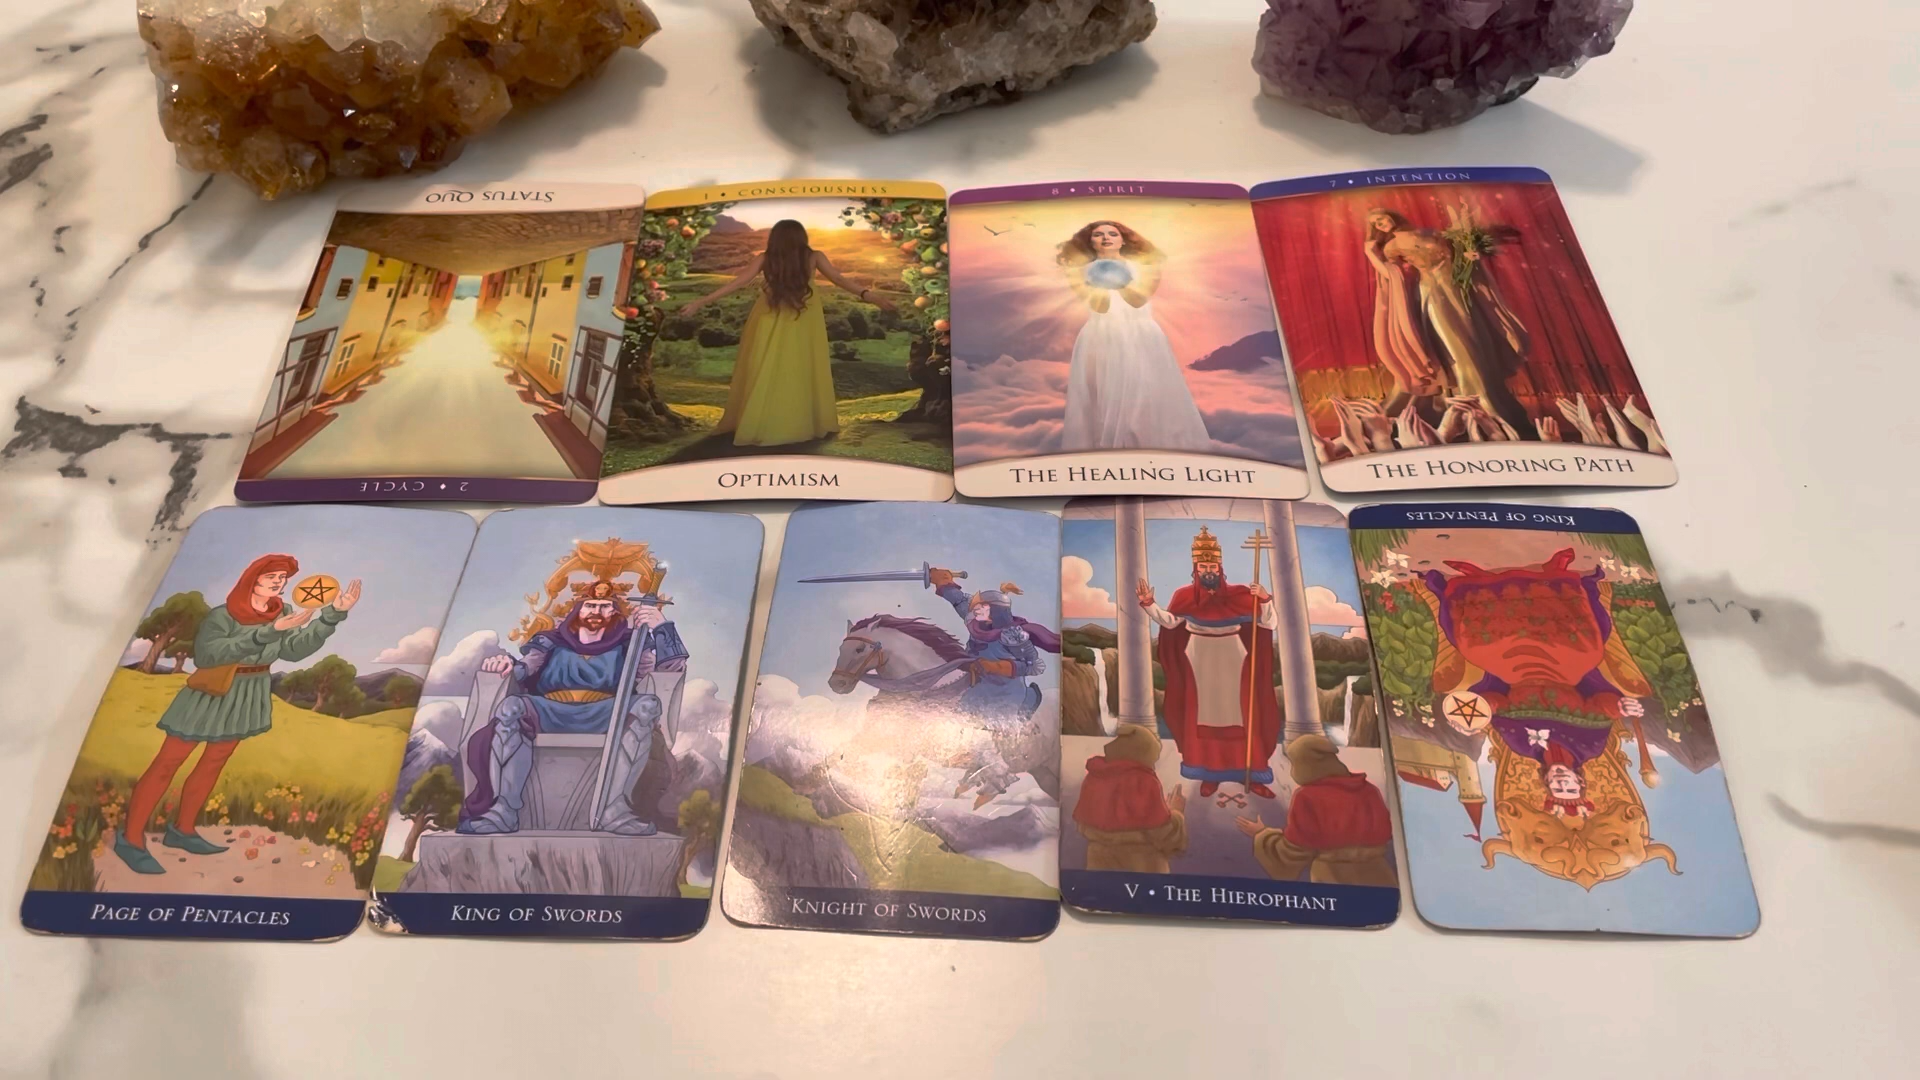 STATUS QUO
2 • CYCLE
1 • CONSCIOUSNESS
OPTIMISM
8 • SPIRIT
THE HEALING LIGHT
7 • INTENTION
THE HONORING PATH
PAGE OF PENTACLES
KING OF SWORDS
KNIGHT OF SWORDS
V • THE HIEROPHANT
KING OF PENTACLES